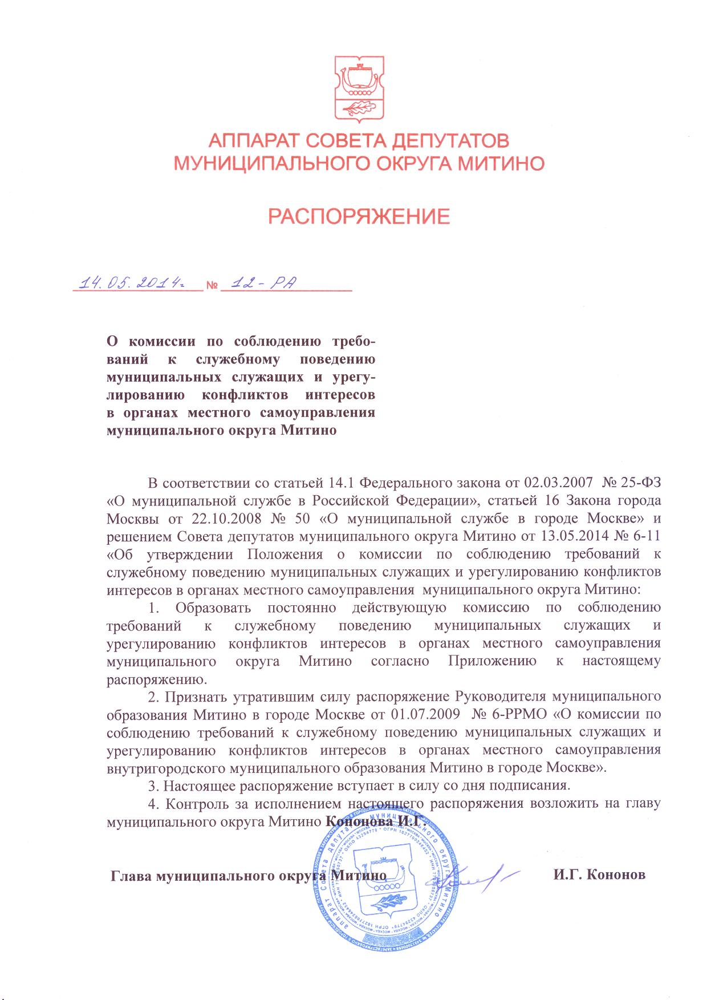 АППАРАТ СОВЕТА ДЕПУТАТОВ
МУНИЦИПАЛЬНОГО ОКРУГА МИТИНО
РАСПОРЯЖЕНИЕ
14.05.2014г. № 12-РА
О комиссии по соблюдению требо-
ваний к служебному поведению
муниципальных служащих и урегу-
лированию конфликтов интересов
в органах местного самоуправления
муниципального округа Митино
В соответствии со статьей 14.1 Федерального закона от 02.03.2007 № 25-ФЗ
«О муниципальной службе в Российской Федерации», статьей 16 Закона города
Москвы от 22.10.2008 № 50 «О муниципальной службе в городе Москве» и
решением Совета депутатов муниципального округа Митино от 13.05.2014 № 6-11
«Об утверждении Положения о комиссии по соблюдению требований к
служебному поведению муниципальных служащих и урегулированию конфликтов
интересов в органах местного самоуправления муниципального округа Митино:
1. Образовать постоянно действующую комиссию по соблюдению
требований к служебному поведению муниципальных служащих и
урегулированию конфликтов интересов в органах местного самоуправления
муниципального округа Митино согласно Приложению к настоящему
распоряжению.
2. Признать утратившим силу распоряжение Руководителя муниципального
образования Митино в городе Москве от 01.07.2009 № 6-РРМО «О комиссии по
соблюдению требований к служебному поведению муниципальных служащих и
урегулированию конфликтов интересов в органах местного самоуправления
внутригородского муниципального образования Митино в городе Москве».
3. Настоящее распоряжение вступает в силу со дня подписания.
4. Контроль за исполнением настоящего распоряжения возложить на главу
муниципального округа Митино Кононова И.Г.
Глава муниципального округа Митино И.Г. Кононов
аппарат Совета депутатов муниципального округа Митино